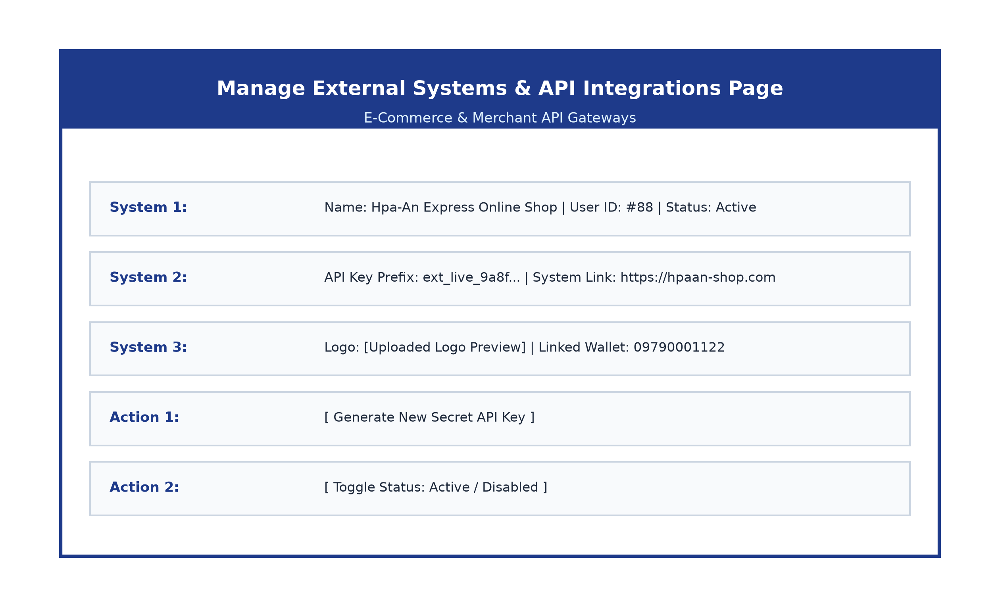 Manage External Systems & API Integrations Page
E-Commerce & Merchant API Gateways
System 1: Name: Hpa-An Express Online Shop | User ID: #88 | Status: Active
System 2: API Key Prefix: ext_live_9a8f... | System Link: https://hpaan-shop.com
System 3: Logo: [Uploaded Logo Preview] | Linked Wallet: 09790001122
Action 1: [ Generate New Secret API Key ]
Action 2: [ Toggle Status: Active / Disabled ]